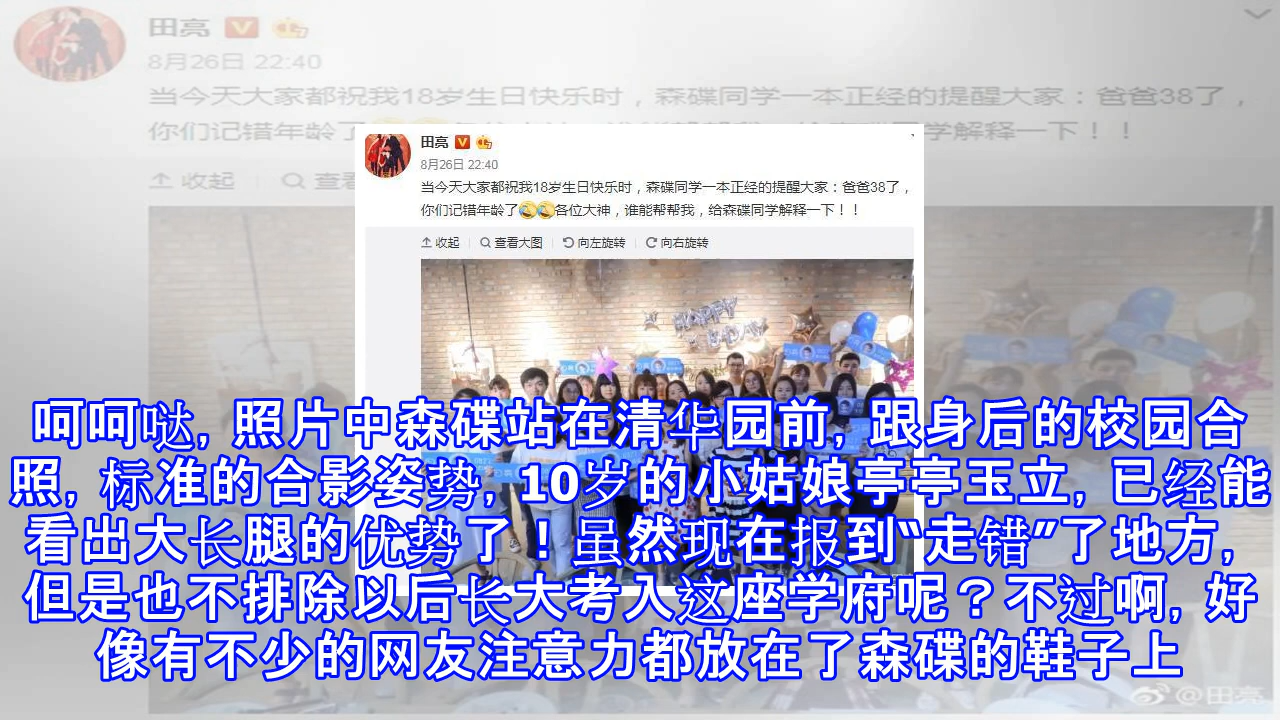 田亮
8月26日 22:40
当今天大家都祝我18岁生日快乐时，森碟同学一本正经的提醒大家：爸爸38了，
你们记错年龄了
学解释一下！！
收起
查看
田亮
8月26日 22:40
当今天大家都祝我18岁生日快乐时，森碟同学一本正经的提醒大家：爸爸38了，
你们记错年龄了各位大神，谁能帮帮我，给森碟同学解释一下！！
收起 查看大图 向左旋转 向右旋转
HAPPY
B-DAY
呵呵哒, 照片中森碟站在清华园前, 跟身后的校园合
照, 标准的合影姿势, 10岁的小姑娘亭亭玉立, 已经能
看出大长腿的优势了！虽然现在报到“走错”了地方,
但是也不排除以后长大考入这座学府呢？不过啊, 好
像有不少的网友注意力都放在了森碟的鞋子上
@田亮